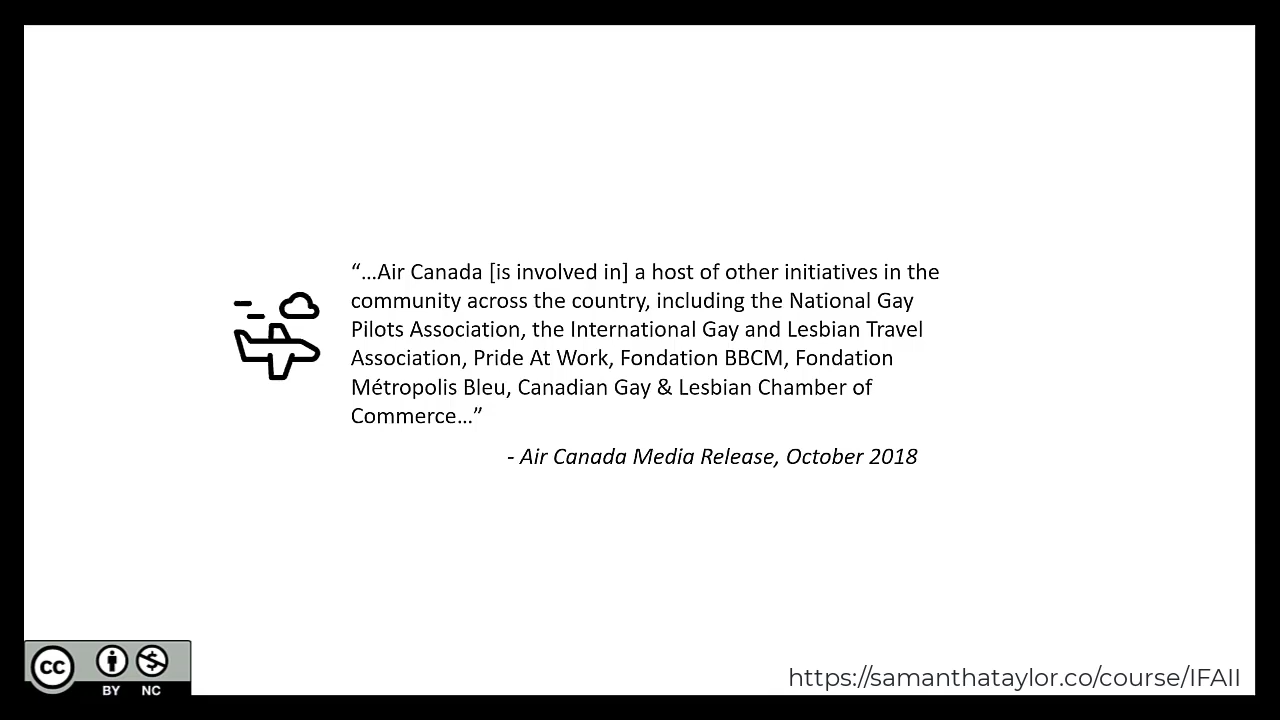 “…Air Canada [is involved in] a host of other initiatives in the
community across the country, including the National Gay
Pilots Association, the International Gay and Lesbian Travel
Association, Pride At Work, Fondation BBCM, Fondation
Métropolis Bleu, Canadian Gay & Lesbian Chamber of
Commerce…”
- Air Canada Media Release, October 2018
cc
BY NC
https://samanthataylor.co/course/IFAII